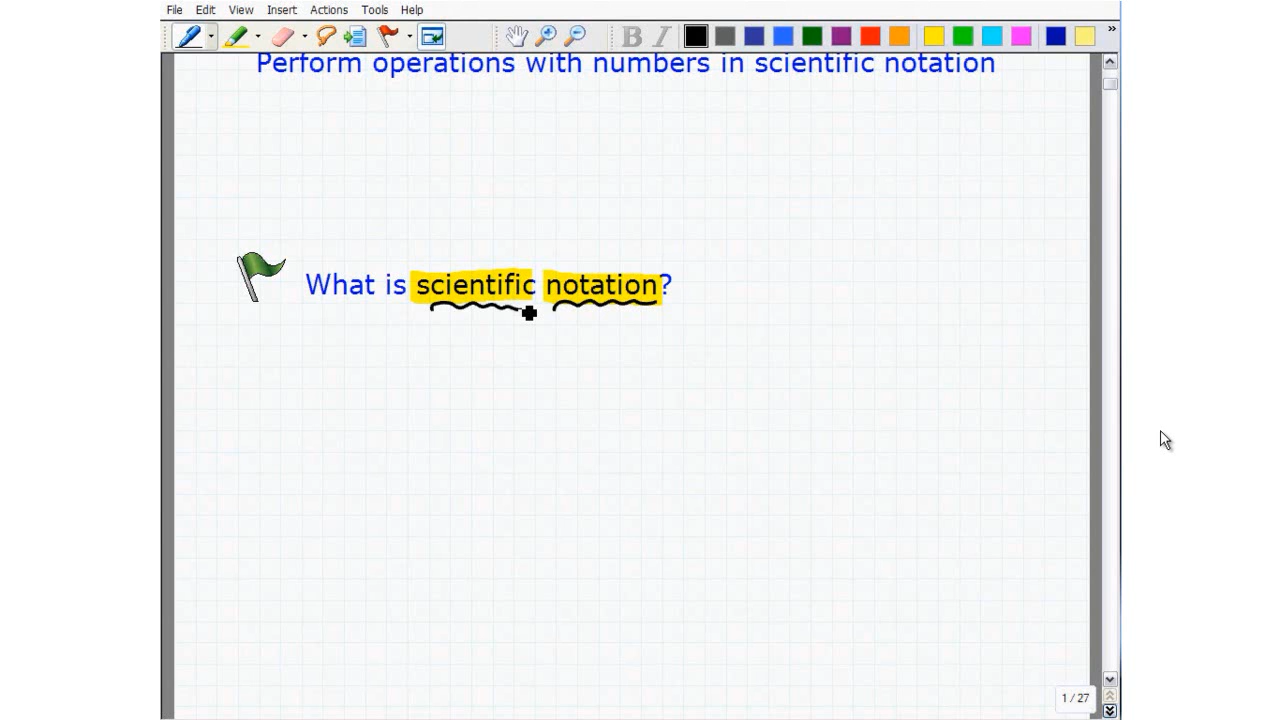 File Edit View Insert Actions Tools Help
B I »
Perform operations with numbers in scientific notation
What is scientific notation?
1 / 27